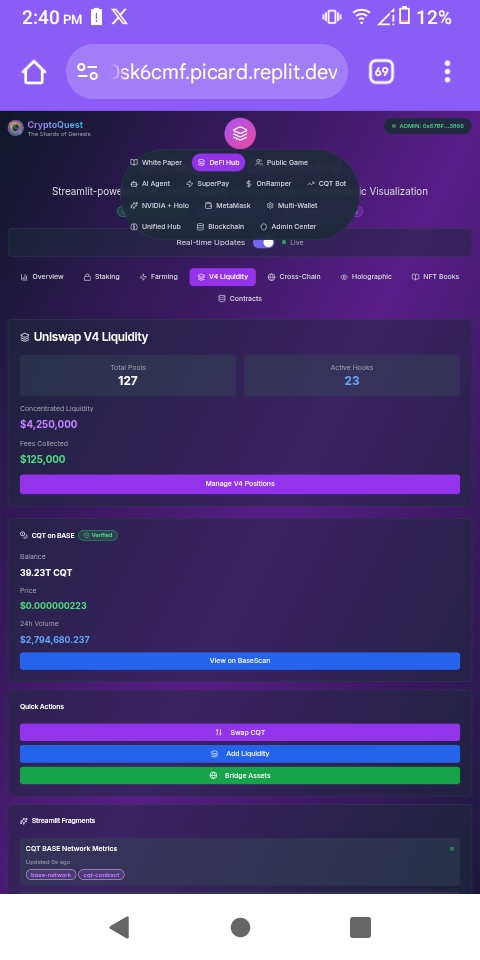 2:40 PM 12%
0sk6cmf.picard.replit.dev 69
CryptoQuest
The Shards of Genesis
ADMIN: 0x67BF...3866
White Paper DeFi Hub Public Game
AI Agent SuperPay OnRamper CQT Bot
Streamlit-powe ic Visualization
NVIDIA + Holo MetaMask Multi-Wallet
Unified Hub Blockchain Admin Center
Real-time Updates Live
Overview Staking Farming V4 Liquidity Cross-Chain Holographic NFT Books
Contracts
Uniswap V4 Liquidity
Total Pools Active Hooks
127 23
Concentrated Liquidity
$4,250,000
Fees Collected
$125,000
Manage V4 Positions
CQT on BASE Verified
Balance
39.23T CQT
Price
$0.000000223
24h Volume
$2,794,680.237
View on BaseScan
Quick Actions
Swap CQT
Add Liquidity
Bridge Assets
Streamlit Fragments
CQT BASE Network Metrics
Updated 0s ago
base-network cqt-contract